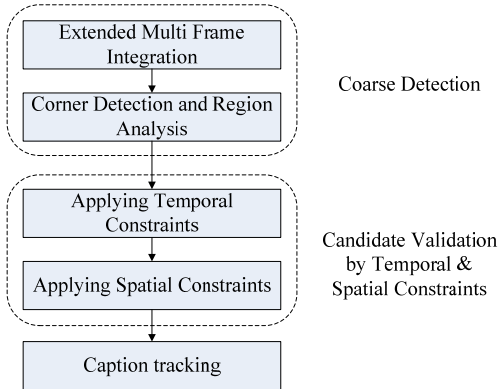 Extended Multi Frame
Integration
Corner Detection and Region
Analysis
Coarse Detection
Applying Temporal
Constraints
Applying Spatial Constraints
Candidate Validation
by Temporal &
Spatial Constraints
Caption tracking